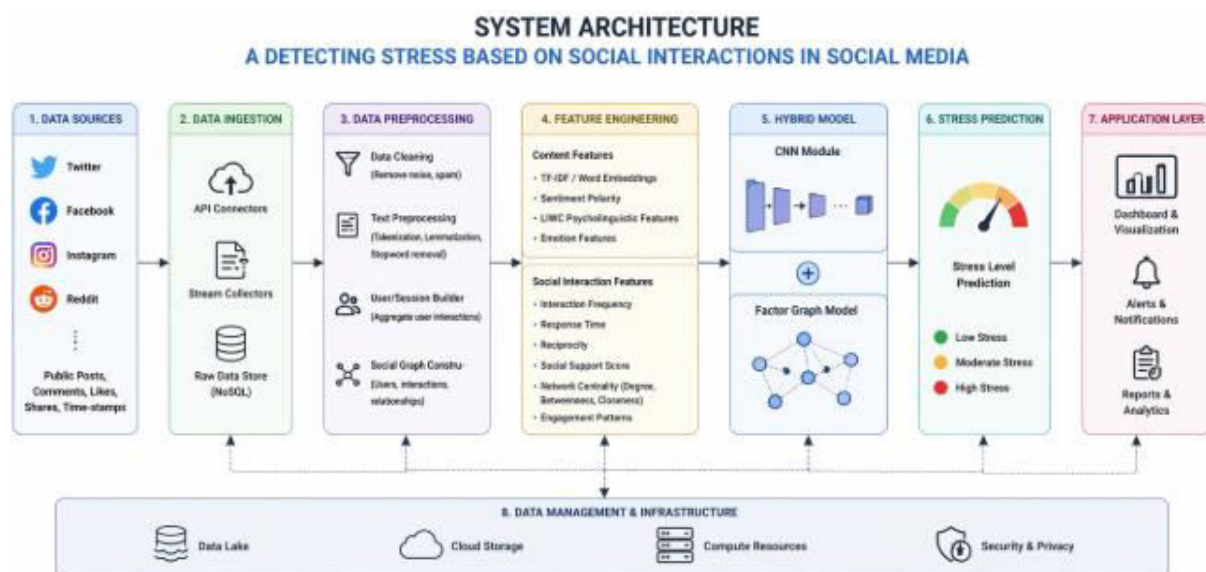 SYSTEM ARCHITECTURE
A DETECTING STRESS BASED ON SOCIAL INTERACTIONS IN SOCIAL MEDIA
1. DATA SOURCES
Twitter
Facebook
Instagram
Reddit
Public Posts,
Comments, Likes,
Shares, Time-stamps
2. DATA INGESTION
API Connectors
Stream Collectors
Raw Data Store
(NoSQL)
3. DATA PREPROCESSING
Data Cleaning
(Remove noise, spam)
Text Preprocessing
(Tokenization, Lemmatization,
Stopword removal)
User/Session Builder
(Aggregate user interactions)
Social Graph Constru-
(Users, interactions,
relationships)
4. FEATURE ENGINEERING
Content Features
• TF-IDF / Word Embeddings
• Sentiment Polarity
• LIWC Psycholinguistic Features
• Emotion Features
Social Interaction Features
• Interaction Frequency
• Response Time
• Reciprocity
• Social Support Score
• Network Centrality (Degree,
Betweenness, Closeness)
• Engagement Patterns
5. HYBRID MODEL
CNN Module
Factor Graph Model
6. STRESS PREDICTION
Stress Level
Prediction
Low Stress
Moderate Stress
High Stress
7. APPLICATION LAYER
Dashboard &
Visualization
Alerts &
Notifications
Reports &
Analytics
8. DATA MANAGEMENT & INFRASTRUCTURE
Data Lake
Cloud Storage
Compute Resources
Security & Privacy